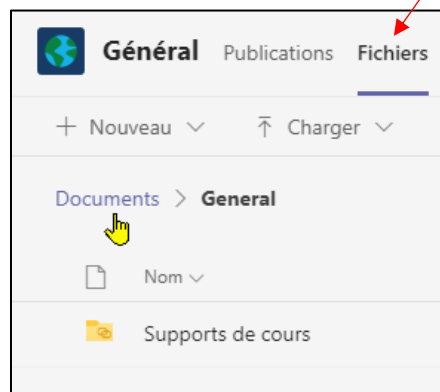 Général Publications Fichiers
+ Nouveau Charger
Documents > General
Nom
Supports de cours